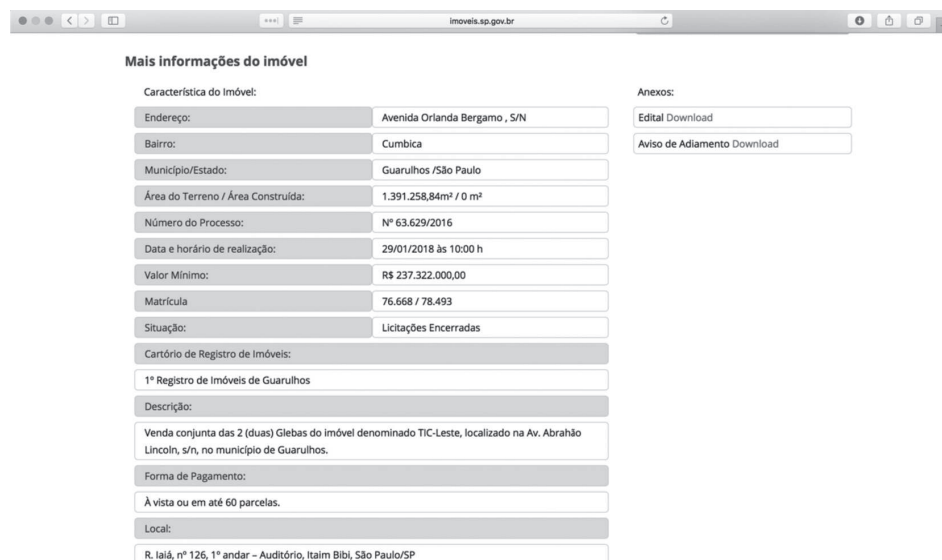 imoveis.sp.gov.br
Mais informações do imóvel
Característica do Imóvel:
Endereço: Avenida Orlanda Bergamo , S/N
Bairro: Cumbica
Município/Estado: Guarulhos /São Paulo
Área do Terreno / Área Construída: 1.391.258,84m² / 0 m²
Número do Processo: Nº 63.629/2016
Data e horário de realização: 29/01/2018 às 10:00 h
Valor Mínimo: R$ 237.322.000,00
Matrícula 76.668 / 78.493
Situação: Licitações Encerradas
Cartório de Registro de Imóveis:
1º Registro de Imóveis de Guarulhos
Descrição:
Venda conjunta das 2 (duas) Glebas do imóvel denominado TIC-Leste, localizado na Av. Abrahão
Lincoln, s/n, no município de Guarulhos.
Forma de Pagamento:
À vista ou em até 60 parcelas.
Local:
R. Iaiá, nº 126, 1º andar – Auditório, Itaim Bibi, São Paulo/SP
Anexos:
Edital Download
Aviso de Adiamento Download